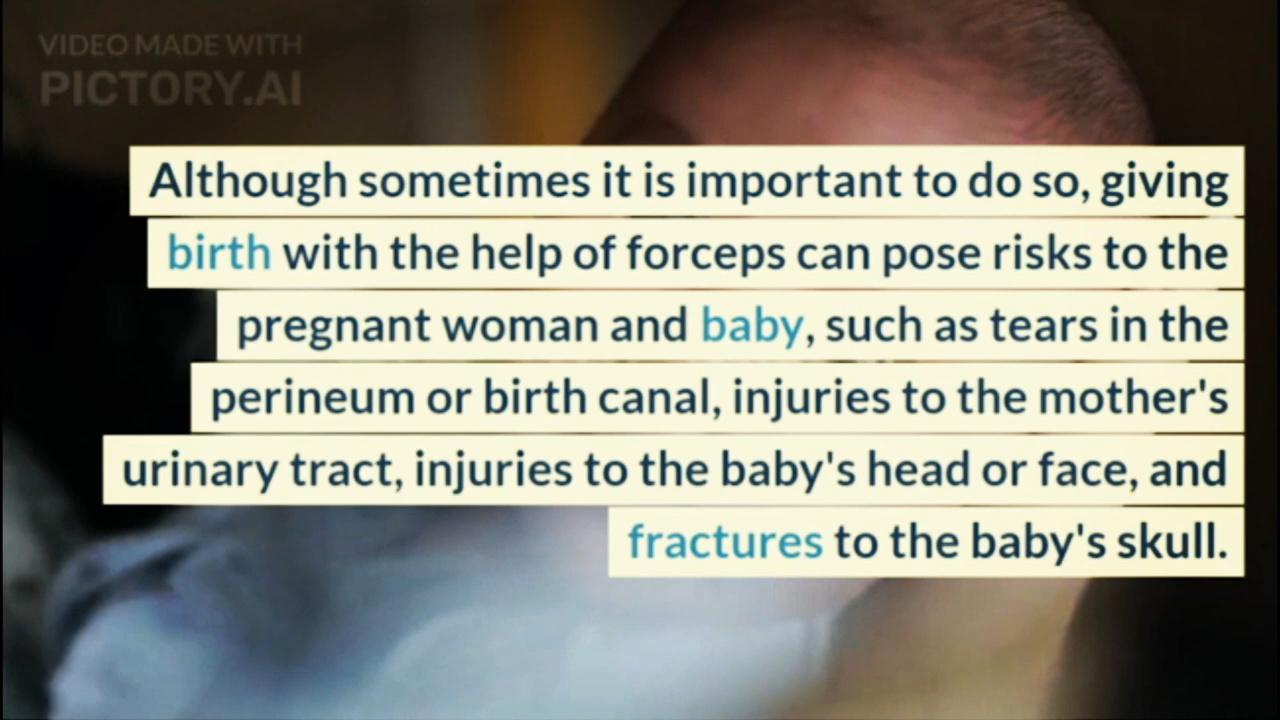 VIDEO MADE WITH
PICTORY.AI
Although sometimes it is important to do so, giving
birth with the help of forceps can pose risks to the
pregnant woman and baby, such as tears in the
perineum or birth canal, injuries to the mother's
urinary tract, injuries to the baby's head or face, and
fractures to the baby's skull.